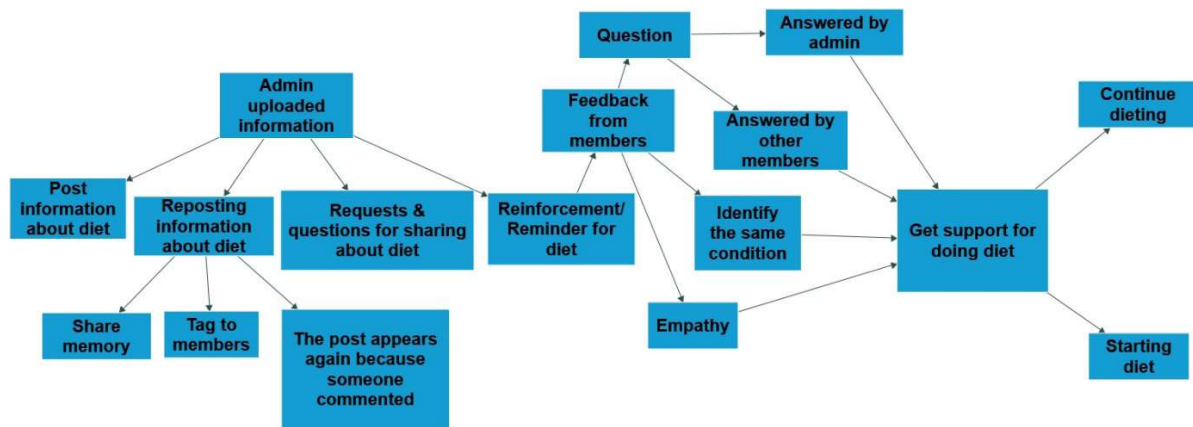 Admin
uploaded
information
Post
information
about diet
Reposting
information
about diet
Requests &
questions for sharing
about diet
Reinforcement/
Reminder for
diet
Share
memory
Tag to
members
The post appears
again because
someone
commented
Feedback
from
members
Question
Answered by
admin
Answered by
other
members
Identify
the same
condition
Empathy
Get support for
doing diet
Continue
dieting
Starting
diet